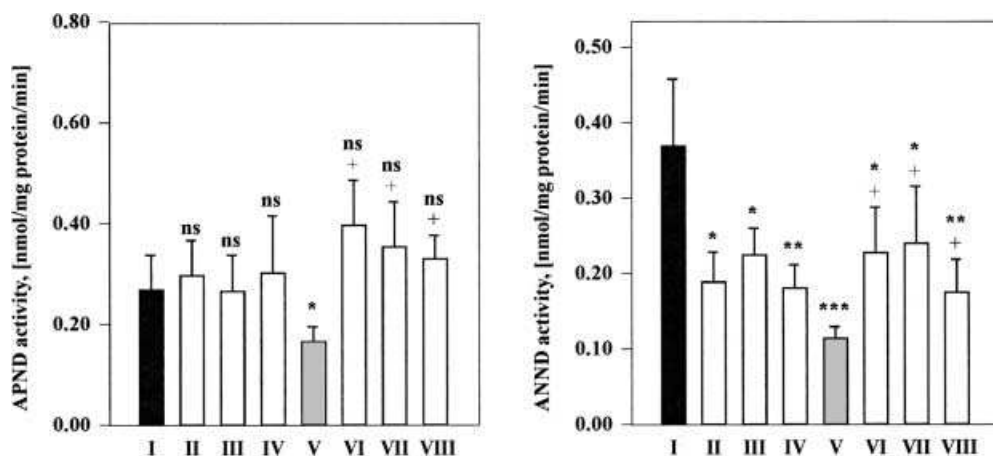 APND activity, [nmol/mg protein/min]
0.80
0.60
0.40
0.20
0.00
ns
ns
ns
*
ns
+
ns
+
ns
+
I II III IV V VI VII VIII
ANND activity, [nmol/mg protein/min]
0.50
0.40
0.30
0.20
0.10
0.00
*
*
**
***
*
+
*
+
**
+
I II III IV V VI VII VIII